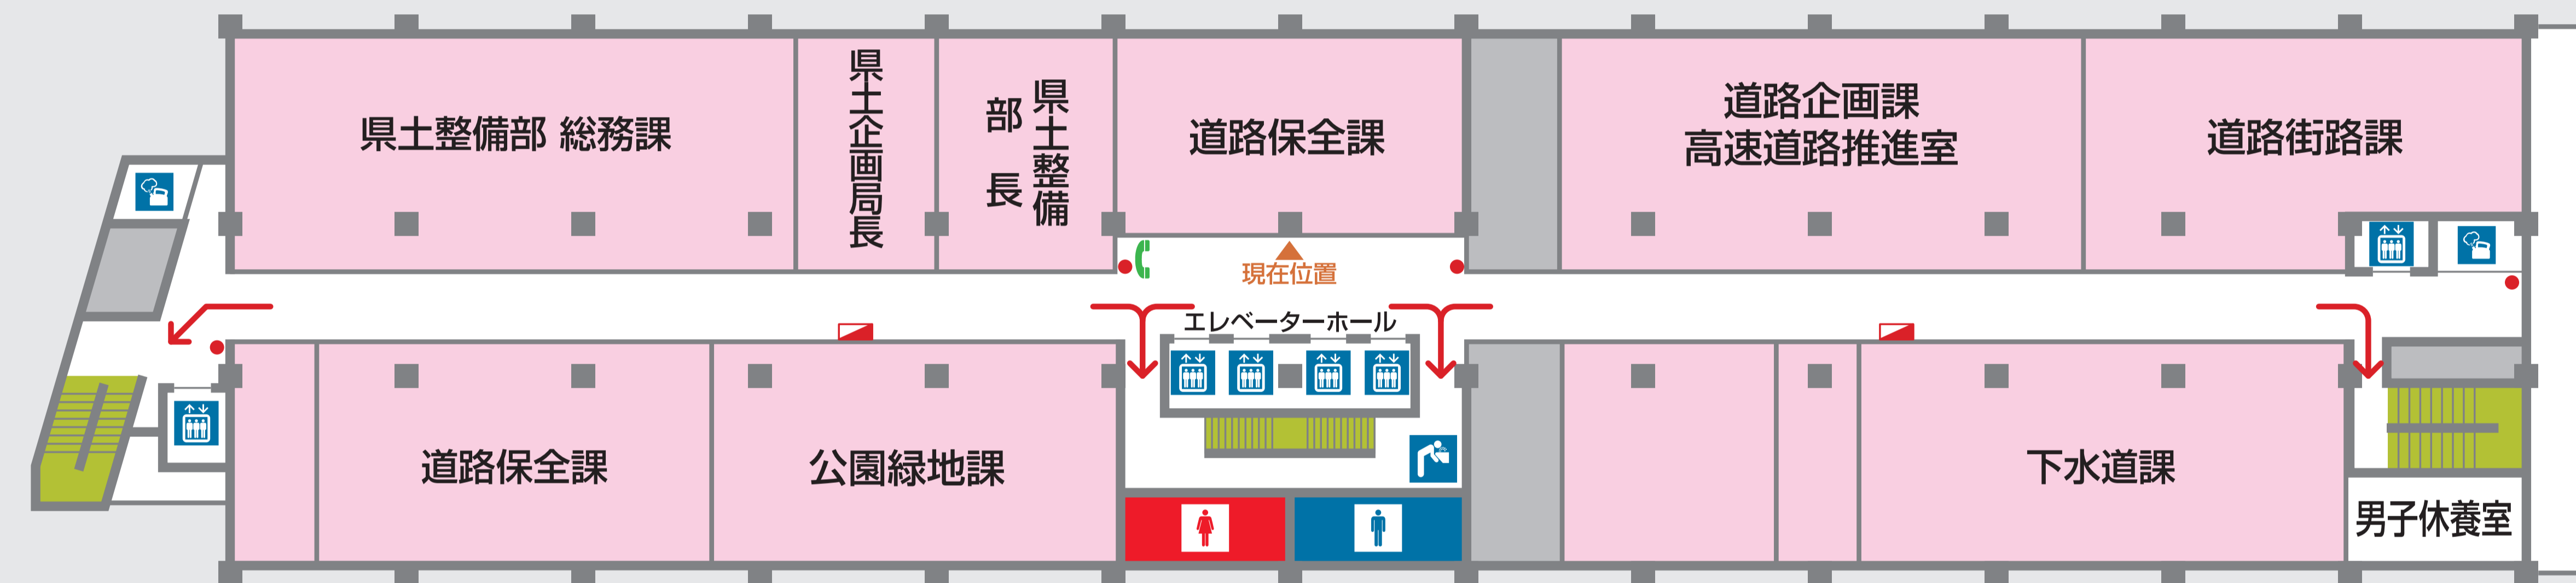 県土整備部 総務課
県土企画局長
県土整備
部長
道路保全課
道路企画課
高速道路推進室
道路街路課
現在位置
エレベーターホール
道路保全課
公園緑地課
下水道課
男子休養室